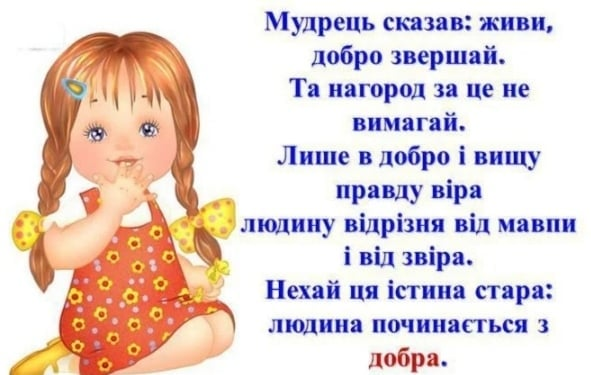 Мудрець сказав: живи,
добро звершай.
Та нагород за це не
вимагай.
Лише в добро і вищу
правду віра
людину відрізня від мавпи
і від звіра.
Нехай ця істина стара:
людина починається з
добра.